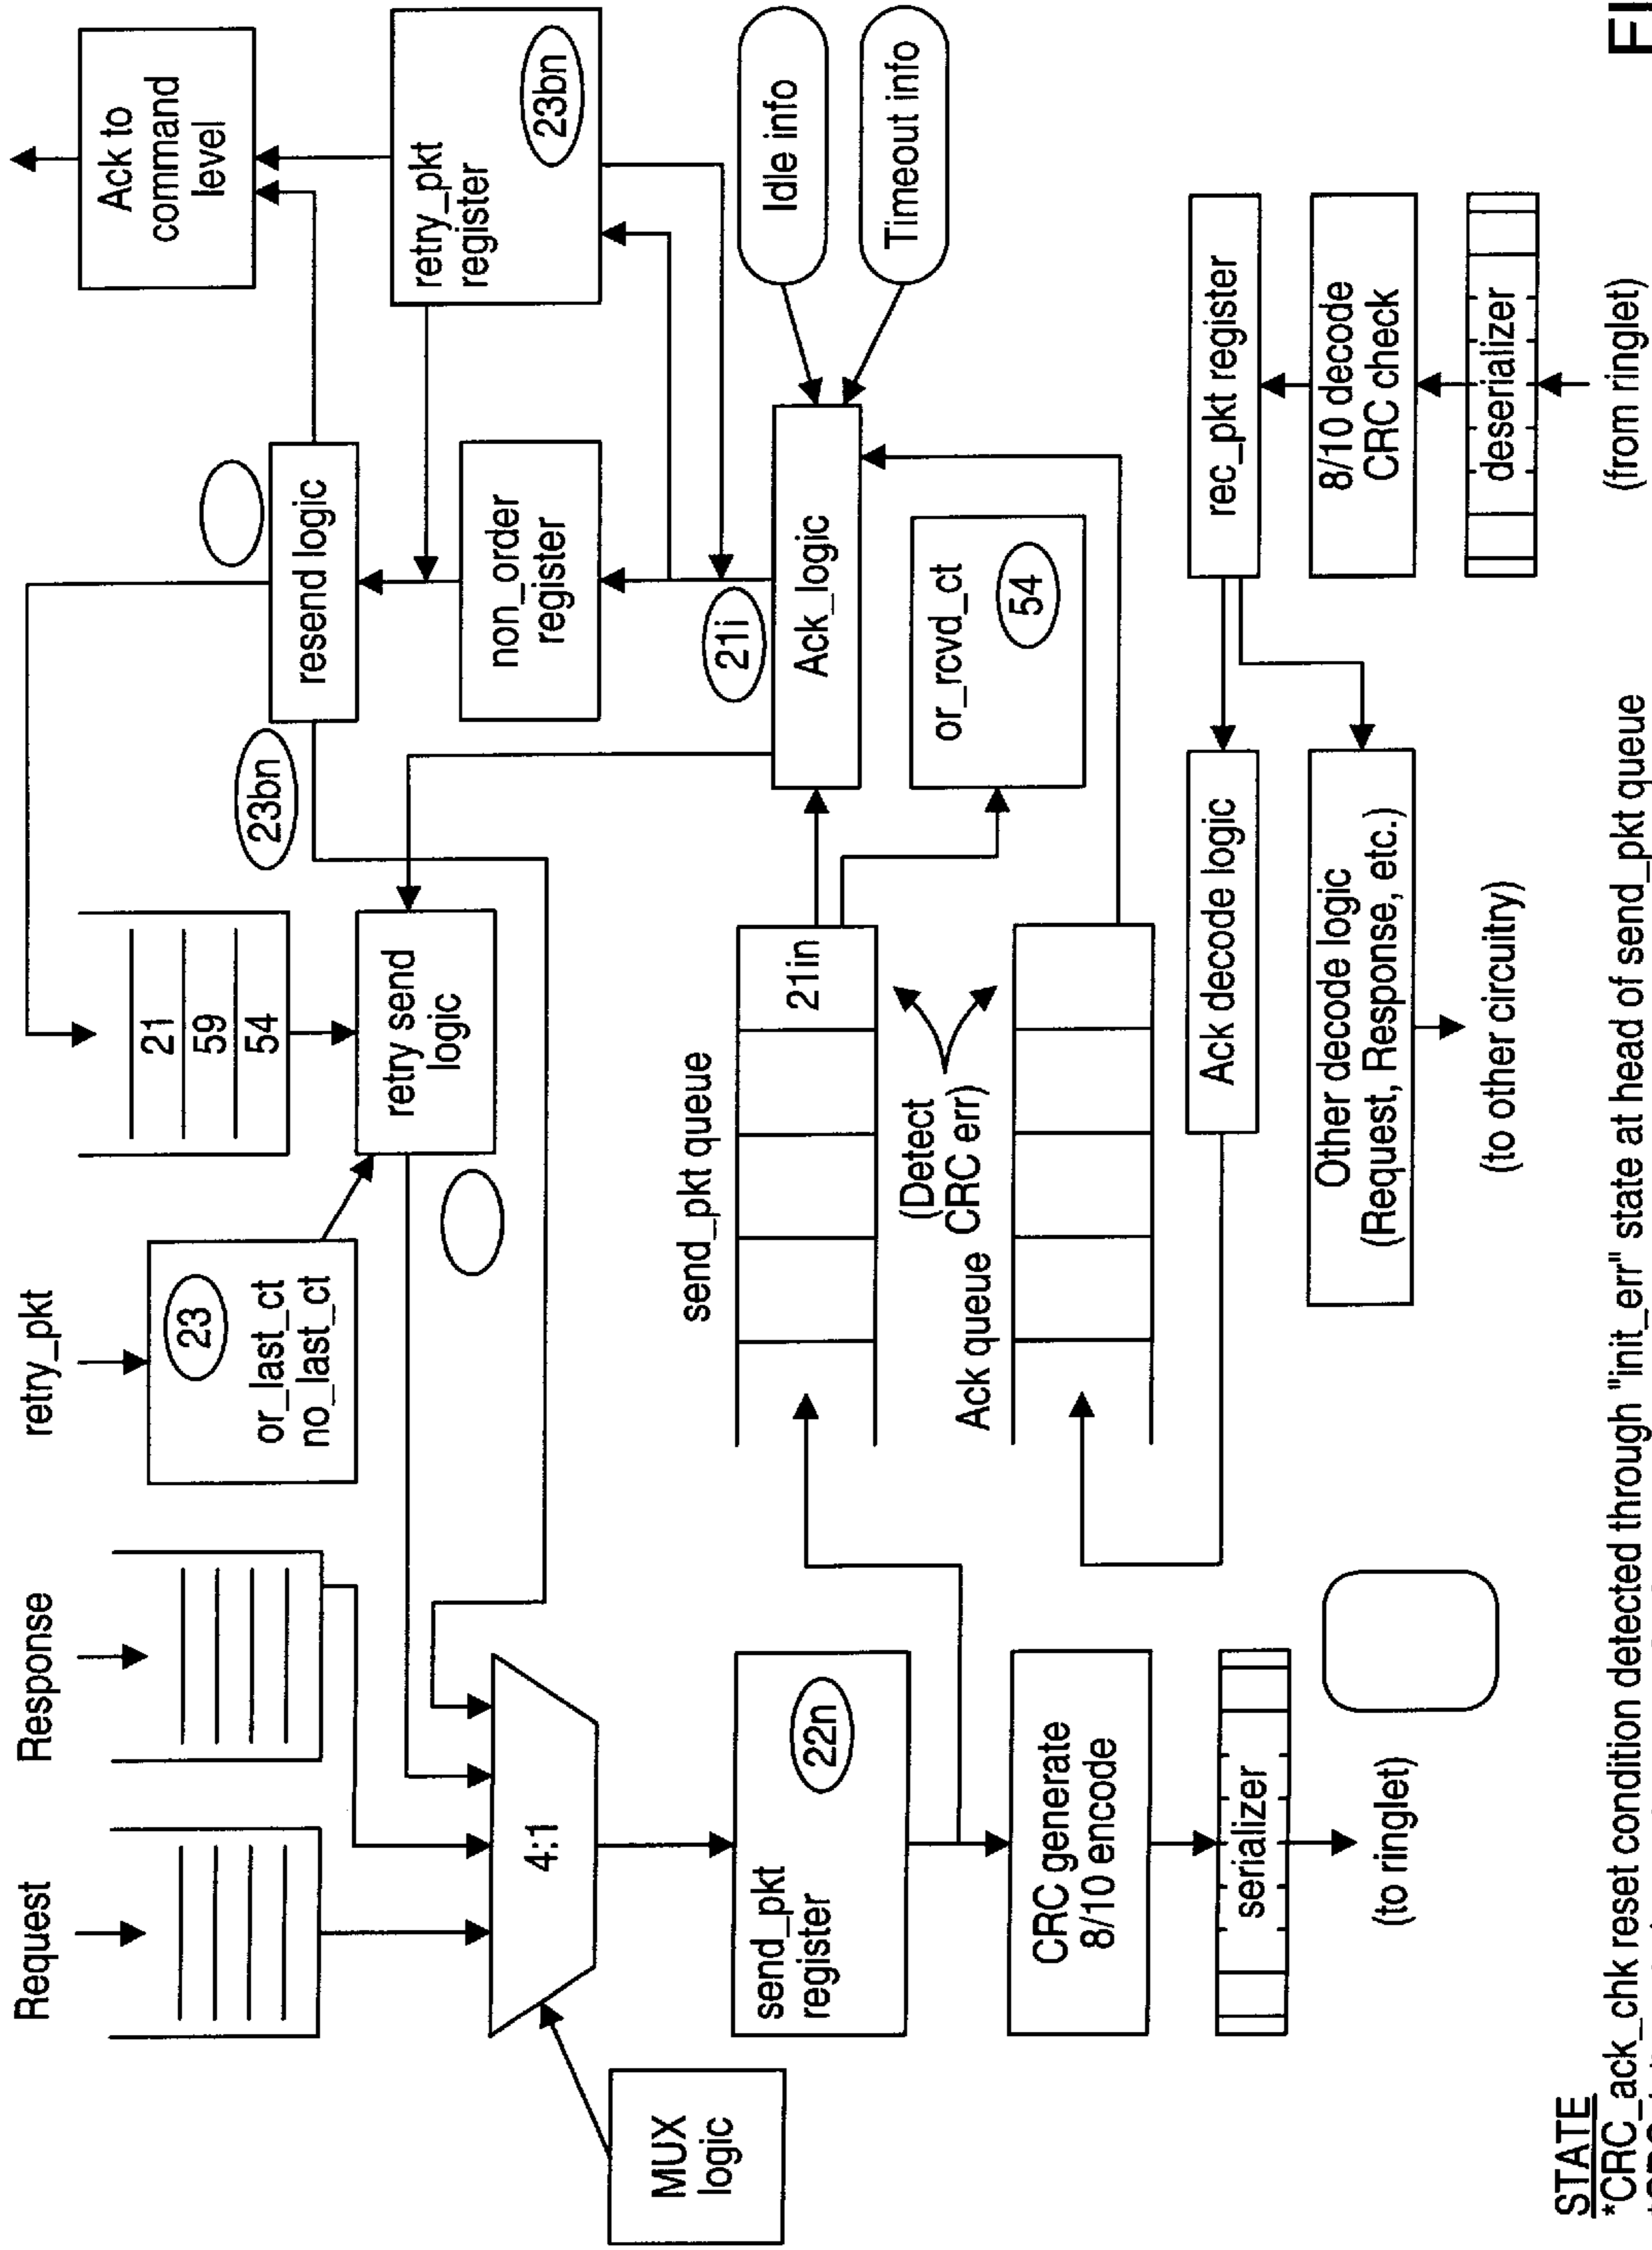 Request
Response
retry_pkt
23
or_last_ct
no_last_ct
21
59
54
retry send
logic
23bn
resend logic
Ack to
command
level
retry_pkt
register
23bn
non_order
register
MUX
logic
4:1
send_pkt
register
22n
send_pkt queue
21in
21i
Ack_logic
Idle info
Timeout info
or_rcvd_ct
54
(Detect
CRC err)
Ack queue
CRC generate
8/10 encode
serializer
(to ringlet)
Ack decode logic
Other decode logic
(Request, Response, etc.)
(to other circuitry)
rec_pkt register
8/10 decode
CRC check
deserializer
(from ringlet)
STATE
*CRC_ack_chk reset condition detected through "init_err" state at head of send_pkt queue